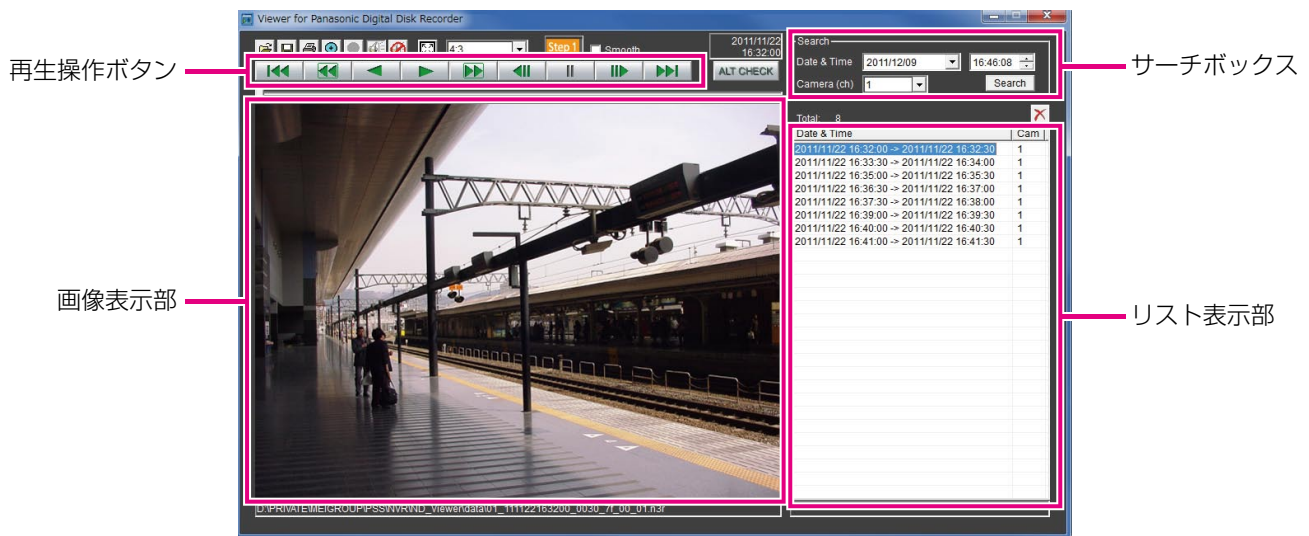 Viewer for Panasonic Digital Disk Recorder
4:3
Step 1
Smooth
2011/11/22
16:32:00
ALT CHECK
再生操作ボタン
画像表示部
Search
Date & Time
2011/12/09
16:46:08
Camera (ch)
1
Search
サーチボックス
Total: 8
Date & Time Cam
2011/11/22 16:32:00 -> 2011/11/22 16:32:30 1
2011/11/22 16:33:30 -> 2011/11/22 16:34:00 1
2011/11/22 16:35:00 -> 2011/11/22 16:35:30 1
2011/11/22 16:36:30 -> 2011/11/22 16:37:00 1
2011/11/22 16:37:30 -> 2011/11/22 16:38:00 1
2011/11/22 16:39:00 -> 2011/11/22 16:39:30 1
2011/11/22 16:40:00 -> 2011/11/22 16:40:30 1
2011/11/22 16:41:00 -> 2011/11/22 16:41:30 1
リスト表示部
D:\PRIVATE\MEIGROUP\PSS\NVR\ND_Viewer\data\01_111122163200_0030_7f_00_01.n3r